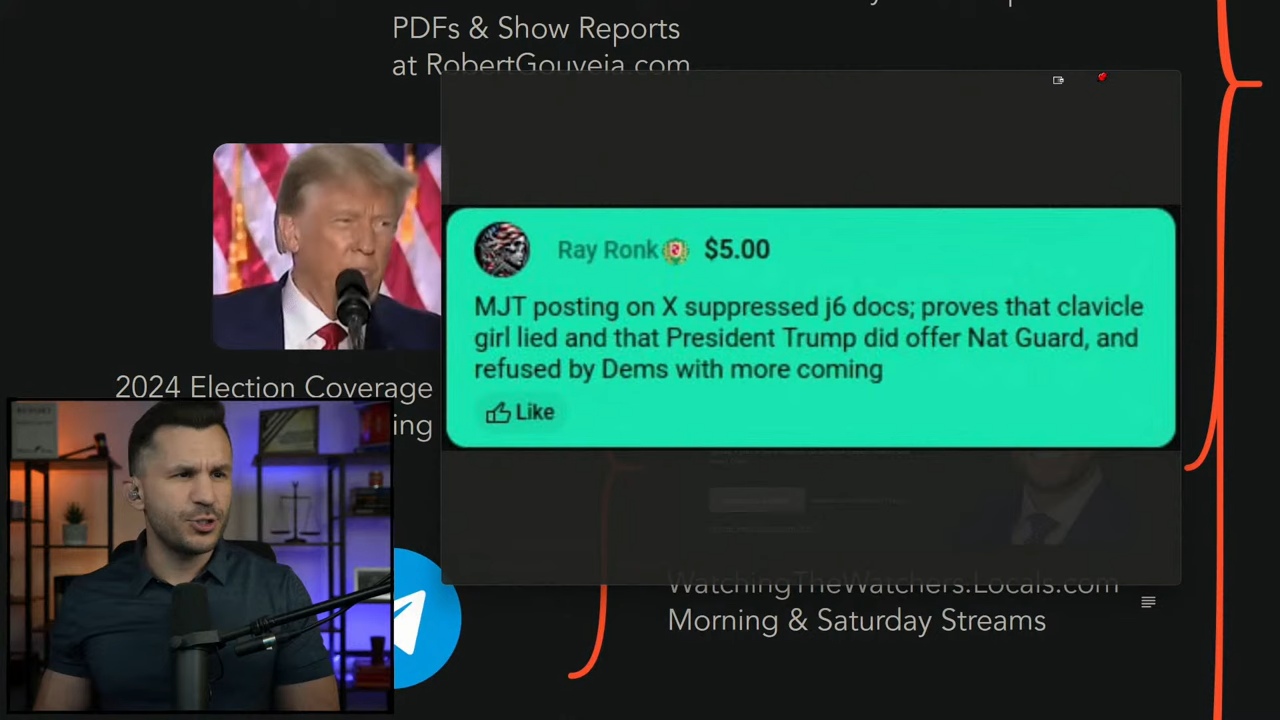 PDFs & Show Reports
at RobertGouveia.com
Ray Ronk $5.00
MJT posting on X suppressed j6 docs; proves that clavicle
girl lied and that President Trump did offer Nat Guard, and
refused by Dems with more coming
Like
2024 Election Coverage
ing
WatchingTheWatchers.Locals.com
Morning & Saturday Streams